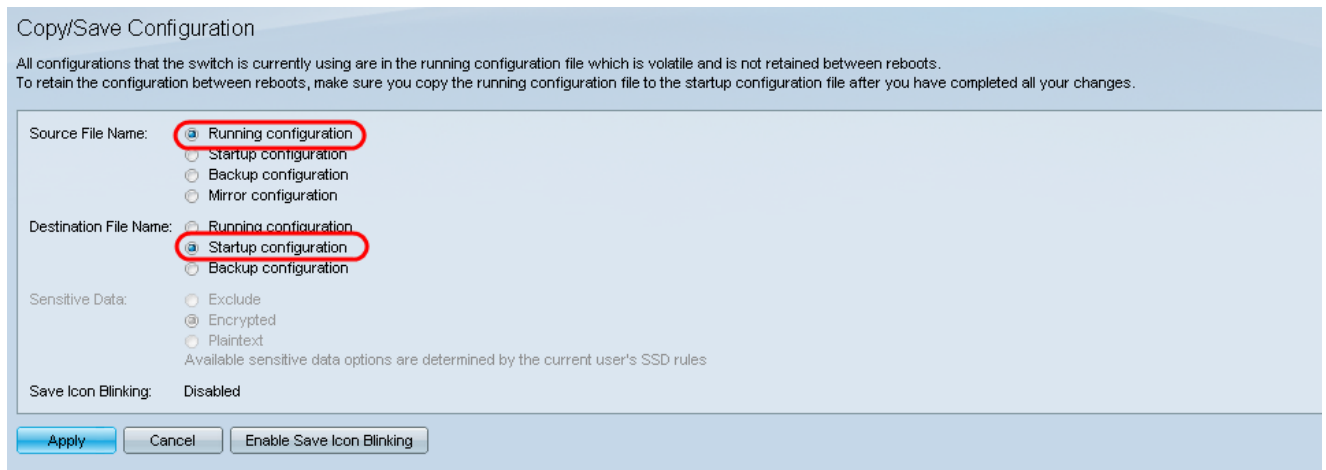 Copy/Save Configuration
All configurations that the switch is currently using are in the running configuration file which is volatile and is not retained between reboots.
To retain the configuration between reboots, make sure you copy the running configuration file to the startup configuration file after you have completed all your changes.
Source File Name: Running configuration
Startup configuration
Backup configuration
Mirror configuration
Destination File Name: Running configuration
Startup configuration
Backup configuration
Sensitive Data: Exclude
Encrypted
Plaintext
Available sensitive data options are determined by the current user's SSD rules
Save Icon Blinking: Disabled
Apply Cancel Enable Save Icon Blinking